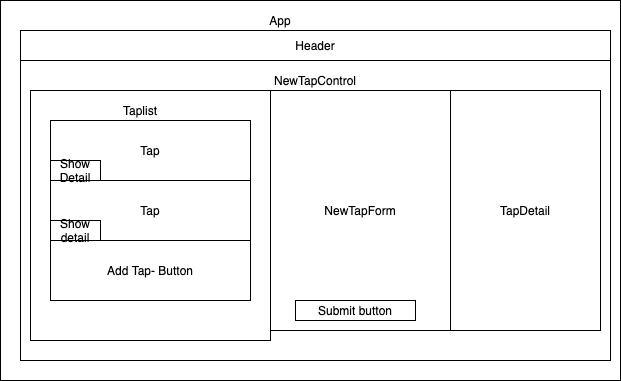 App
Header
NewTapControl
Taplist
Tap
Show
Detail
Tap
Show
detail
Add Tap- Button
NewTapForm
Submit button
TapDetail